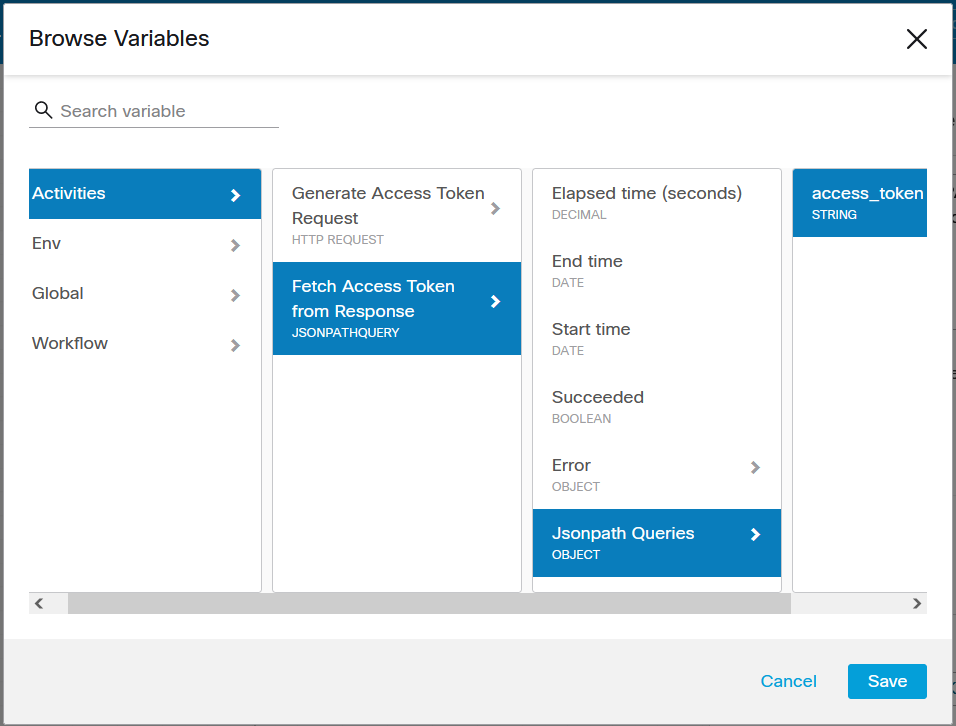 Browse Variables
Search variable
Activities
Env
Global
Workflow
Generate Access Token
Request
HTTP REQUEST
Fetch Access Token
from Response
JSONPATHQUERY
Elapsed time (seconds)
DECIMAL
End time
DATE
Start time
DATE
Succeeded
BOOLEAN
Error
OBJECT
Jsonpath Queries
OBJECT
access_token
STRING
Cancel
Save